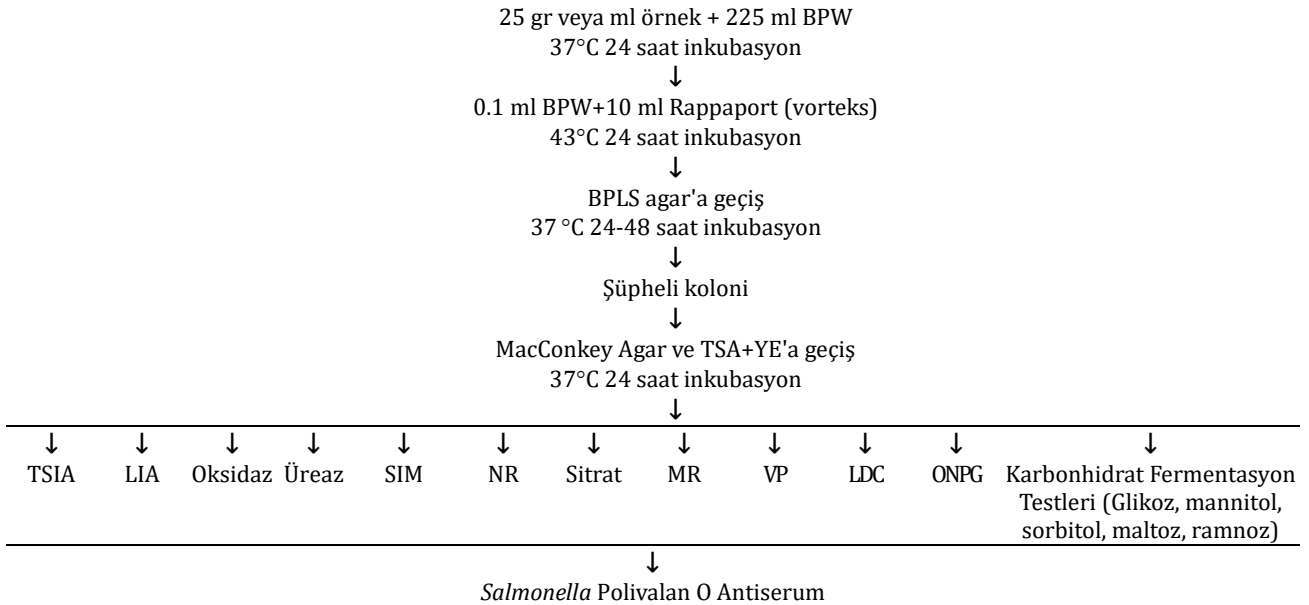 25 gr veya ml örnek + 225 ml BPW
37°C 24 saat inkubasyon
↓
0.1 ml BPW+10 ml Rappaport (vorteks)
43°C 24 saat inkubasyon
↓
BPLS agar'a geçiş
37 °C 24-48 saat inkubasyon
↓
Şüpheli koloni
↓
MacConkey Agar ve TSA+YE'a geçiş
37°C 24 saat inkubasyon
↓
↓ ↓ ↓ ↓ ↓ ↓ ↓ ↓ ↓ ↓ ↓ ↓
TSIA LIA Oksidaz Üreaz SIM NR Sitrat MR VP LDC ONPG Karbonhidrat Fermentasyon
Testleri (Glikoz, mannitol,
sorbitol, maltoz, ramnoz)
↓
Salmonella Polivalan O Antiserum